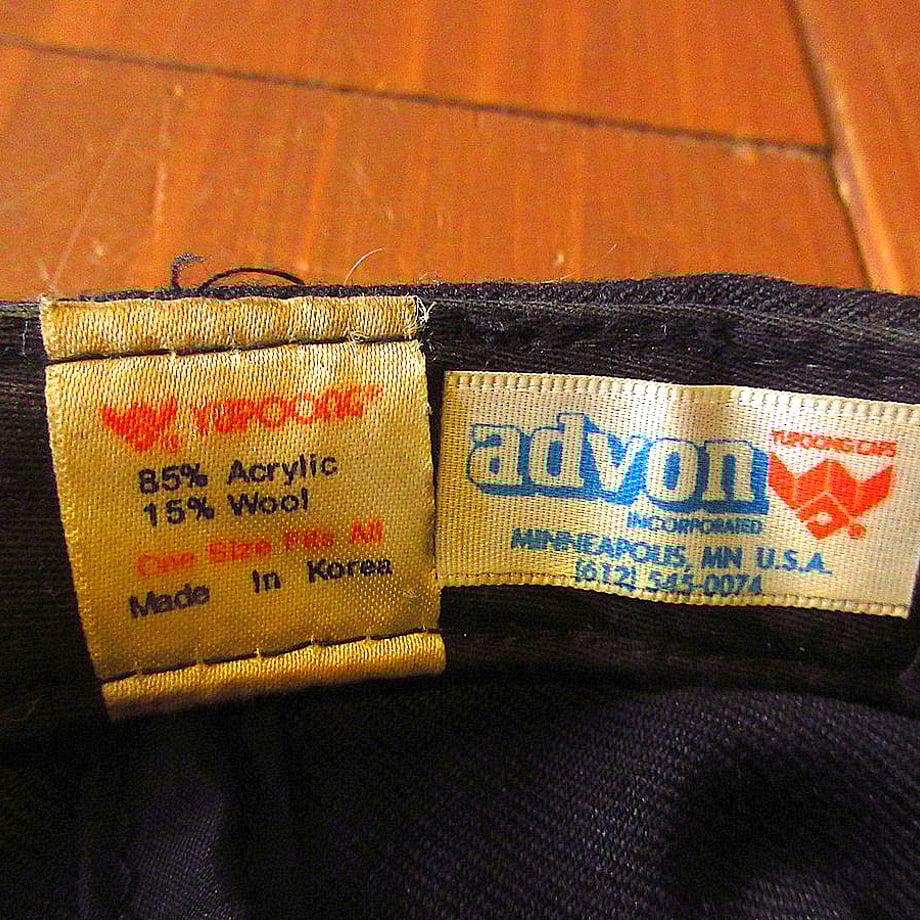 YUPOONG
85% Acrylic
15% Wool
One Size Fits All
Made In Korea
advon
INCORPORATED
MINNEAPOLIS, MN U.S.A.
(612) 545-0074
YUPOONG CAPS